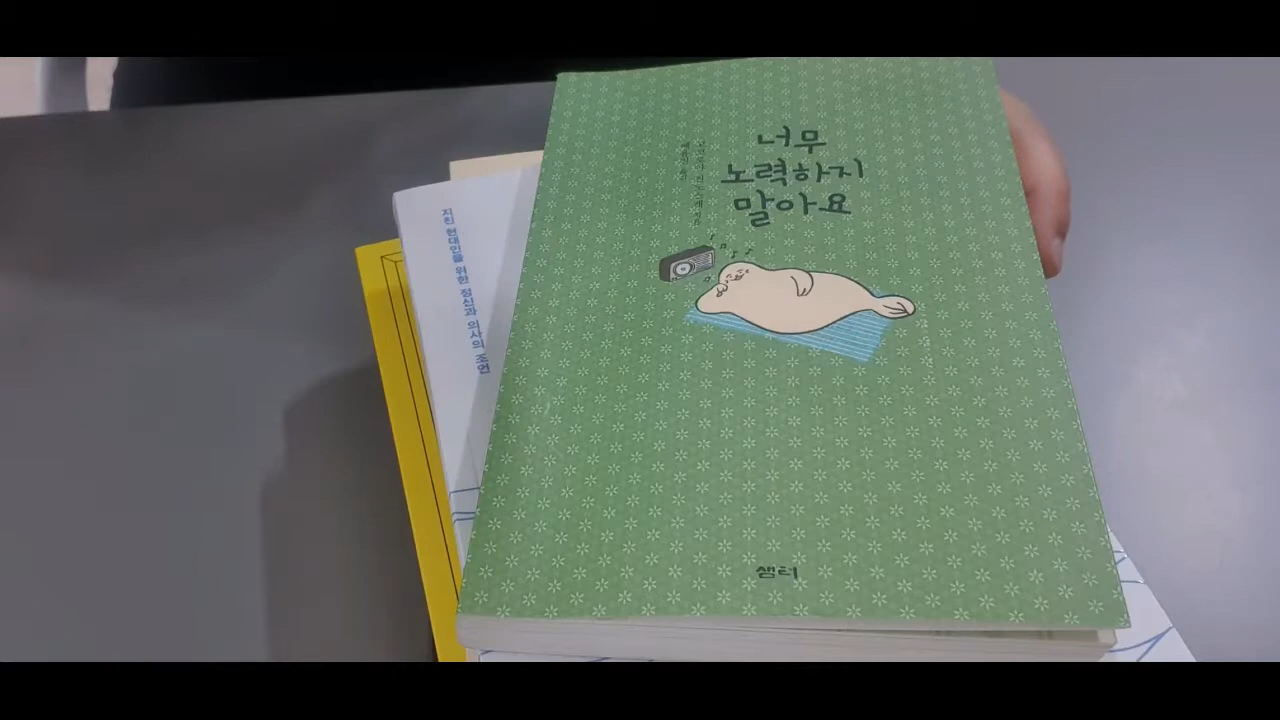 너무
노력하지
말아요
샘터
지친 현대인을 위한 정신과 의사의 조언